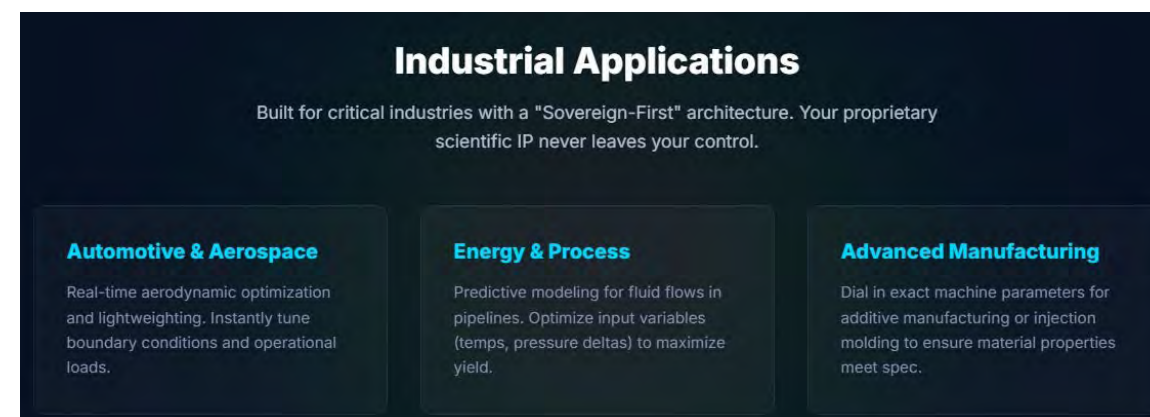 Industrial Applications
Built for critical industries with a "Sovereign-First" architecture. Your proprietary
scientific IP never leaves your control.
Automotive & Aerospace
Real-time aerodynamic optimization
and lightweighting. Instantly tune
boundary conditions and operational
loads.
Energy & Process
Predictive modeling for fluid flows in
pipelines. Optimize input variables
(temps, pressure deltas) to maximize
yield.
Advanced Manufacturing
Dial in exact machine parameters for
additive manufacturing or injection
molding to ensure material properties
meet spec.